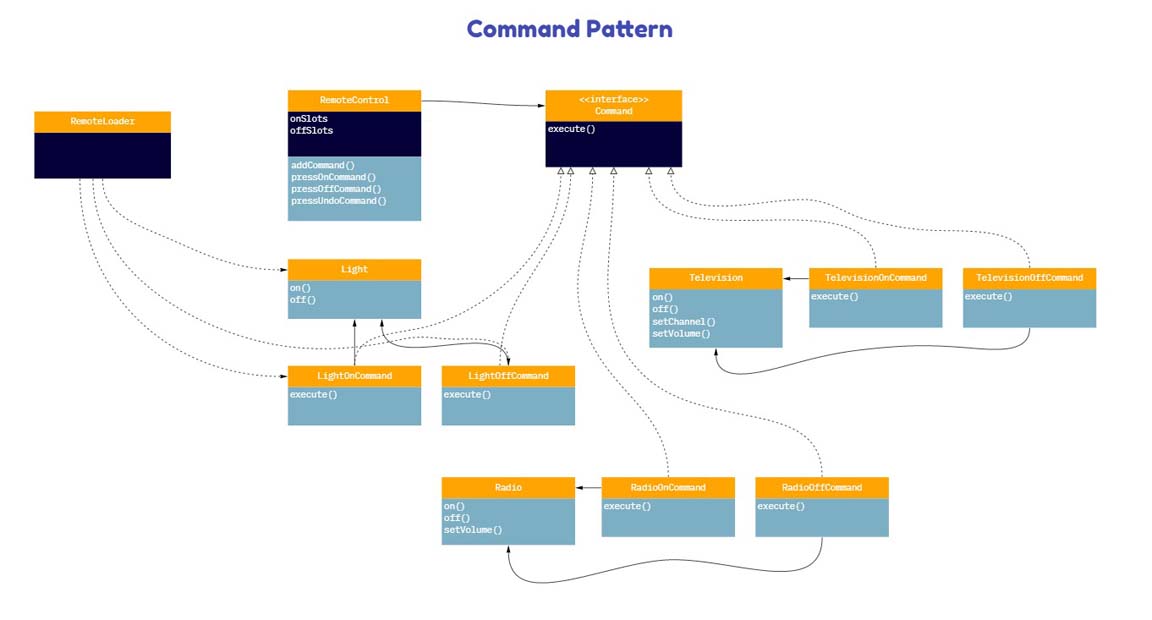 Command Pattern
RemoteLoader
RemoteControl
onSlots
offSlots
addCommand()
pressOnCommand()
pressOffCommand()
pressUndoCommand()
<<interface>>
Command
execute()
Light
on()
off()
LightOnCommand
execute()
LightOffCommand
execute()
Television
on()
off()
setChannel()
setVolume()
TelevisionOnCommand
execute()
TelevisionOffCommand
execute()
Radio
on()
off()
setVolume()
RadioOnCommand
execute()
RadioOffCommand
execute()